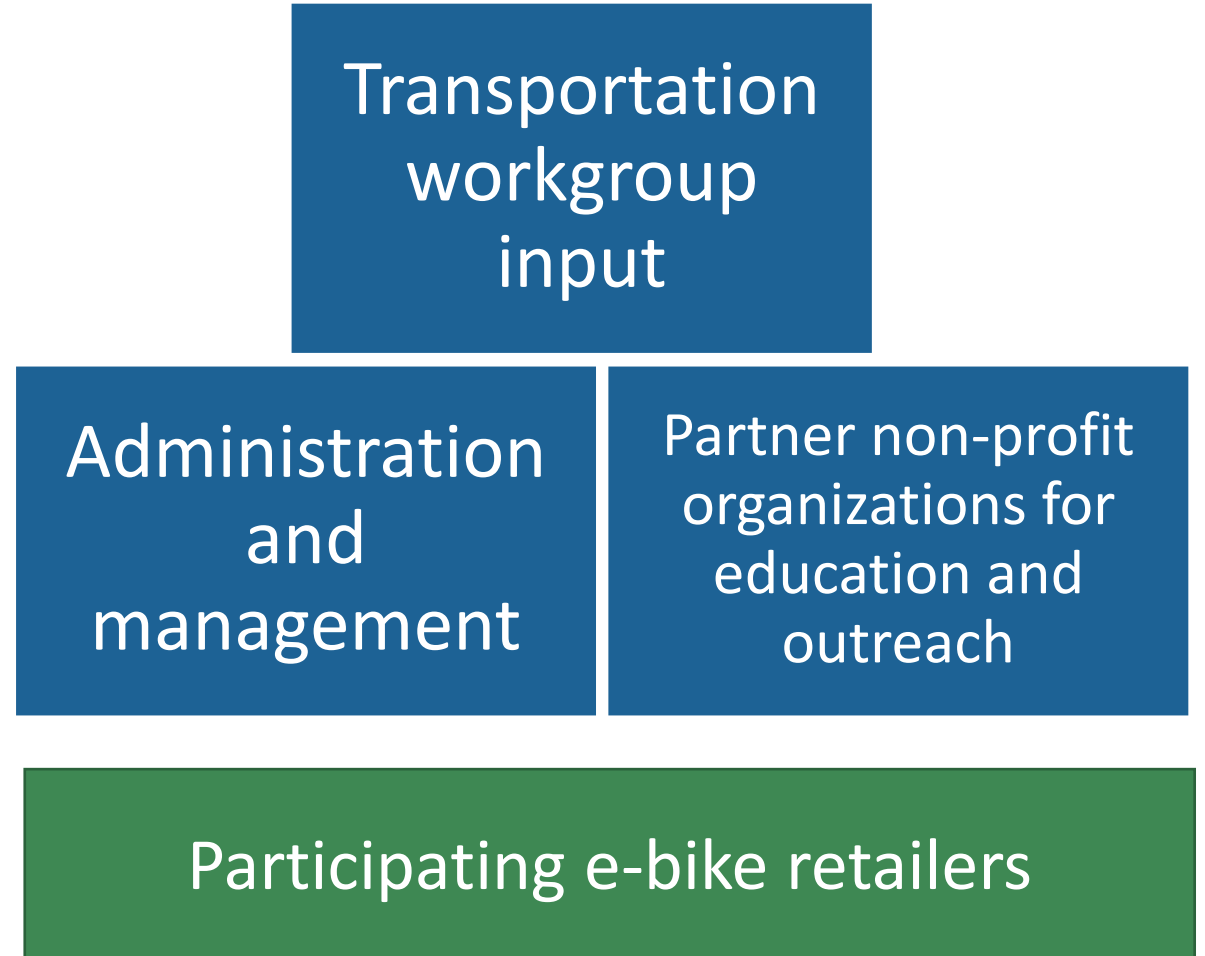 Transportation
workgroup
input
Administration
and
management
Partner non-profit
organizations for
education and
outreach
Participating e-bike retailers